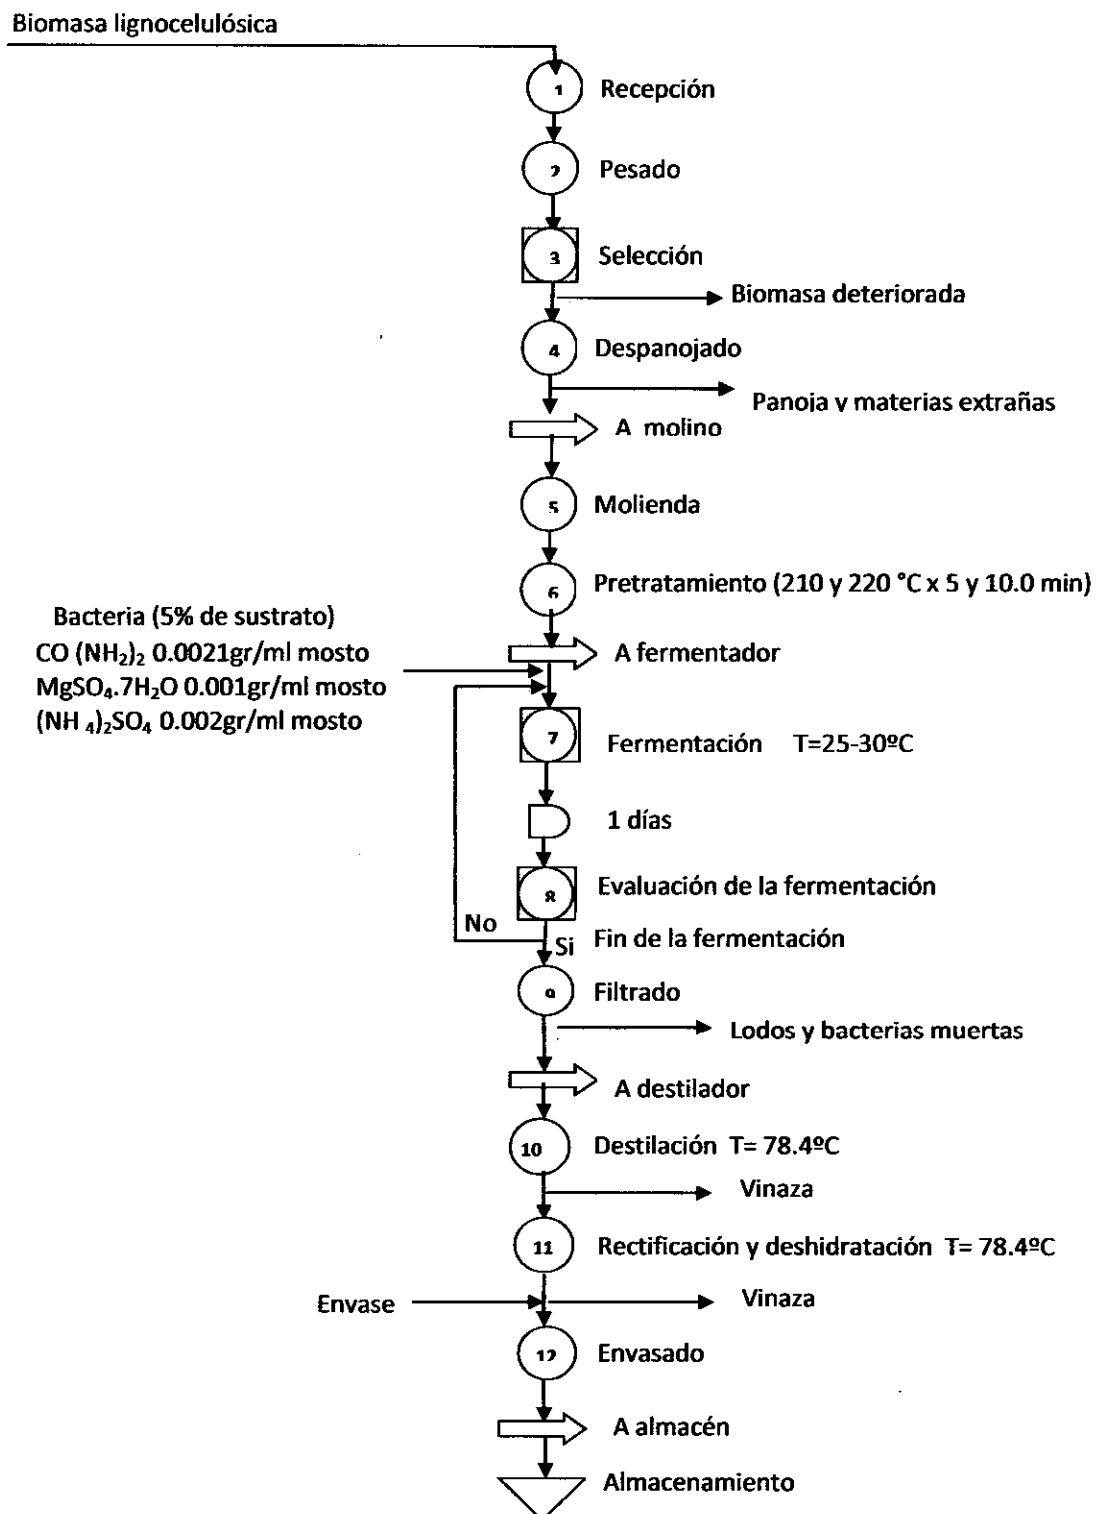 Biomasa lignocelulósica
1 Recepción
2 Pesado
3 Selección
Biomasa deteriorada
4 Despanojado
Panoja y materias extrañas
A molino
5 Molienda
6 Pretratamiento (210 y 220 °C x 5 y 10.0 min)
Bacteria (5% de sustrato)
CO (NH₂)₂ 0.0021gr/ml mosto
MgSO₄.7H₂O 0.001gr/ml mosto
(NH ₄)₂SO₄ 0.002gr/ml mosto
A fermentador
7 Fermentación T=25-30ºC
1 días
8 Evaluación de la fermentación
No
Si Fin de la fermentación
9 Filtrado
Lodos y bacterias muertas
A destilador
10 Destilación T= 78.4ºC
Vinaza
11 Rectificación y deshidratación T= 78.4ºC
Envase
Vinaza
12 Envasado
A almacén
Almacenamiento